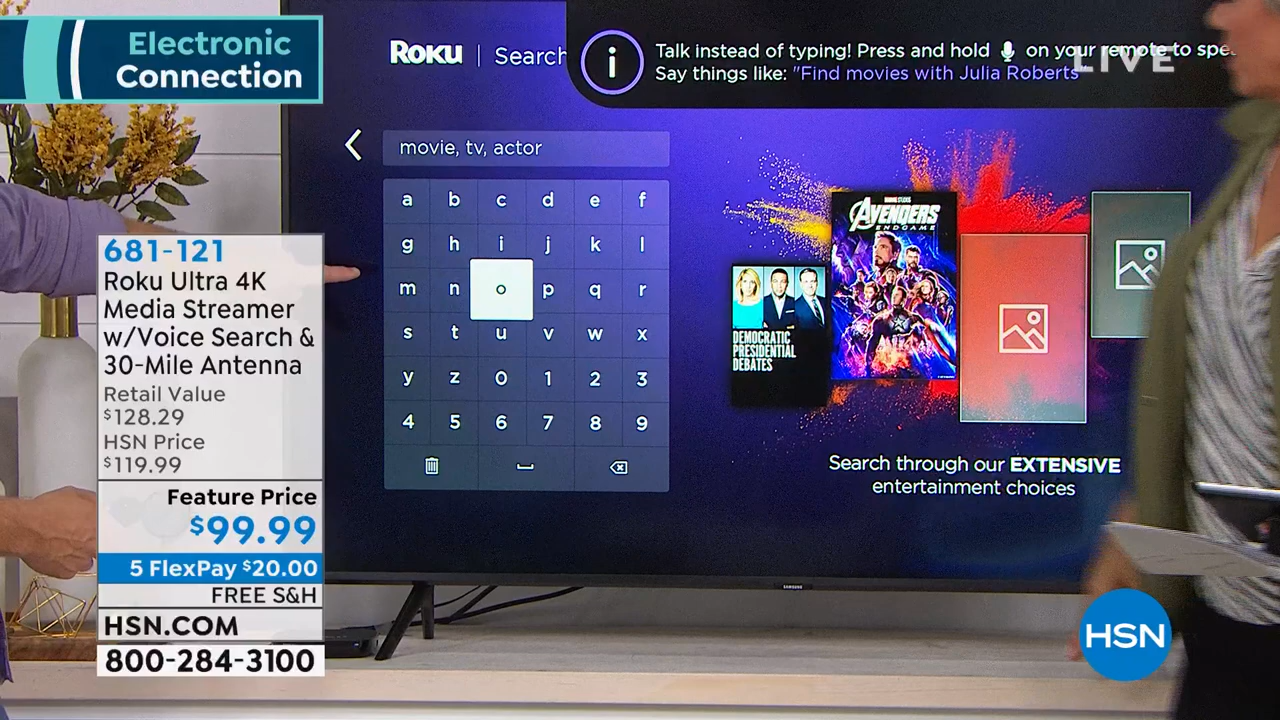 Electronic
Connection
681-121
Roku Ultra 4K
Media Streamer
w/Voice Search &
30-Mile Antenna
Retail Value
$128.29
HSN Price
$119.99
Feature Price
$99.99
5 FlexPay $20.00
FREE S&H
HSN.COM
800-284-3100
Roku | Search
i
Talk instead of typing! Press and hold on your remote to spe
Say things like: "Find movies with Julia Roberts"
LIVE
movie, tv, actor
a b c d e f
g h i j k l
m n o p q r
s t u v w x
y z 0 1 2 3
4 5 6 7 8 9
MARVEL STUDIOS
AVENGERS
ENDGAME
DEMOCRATIC
PRESIDENTIAL
DEBATES
Search through our EXTENSIVE
entertainment choices
SAMSUNG
HSN